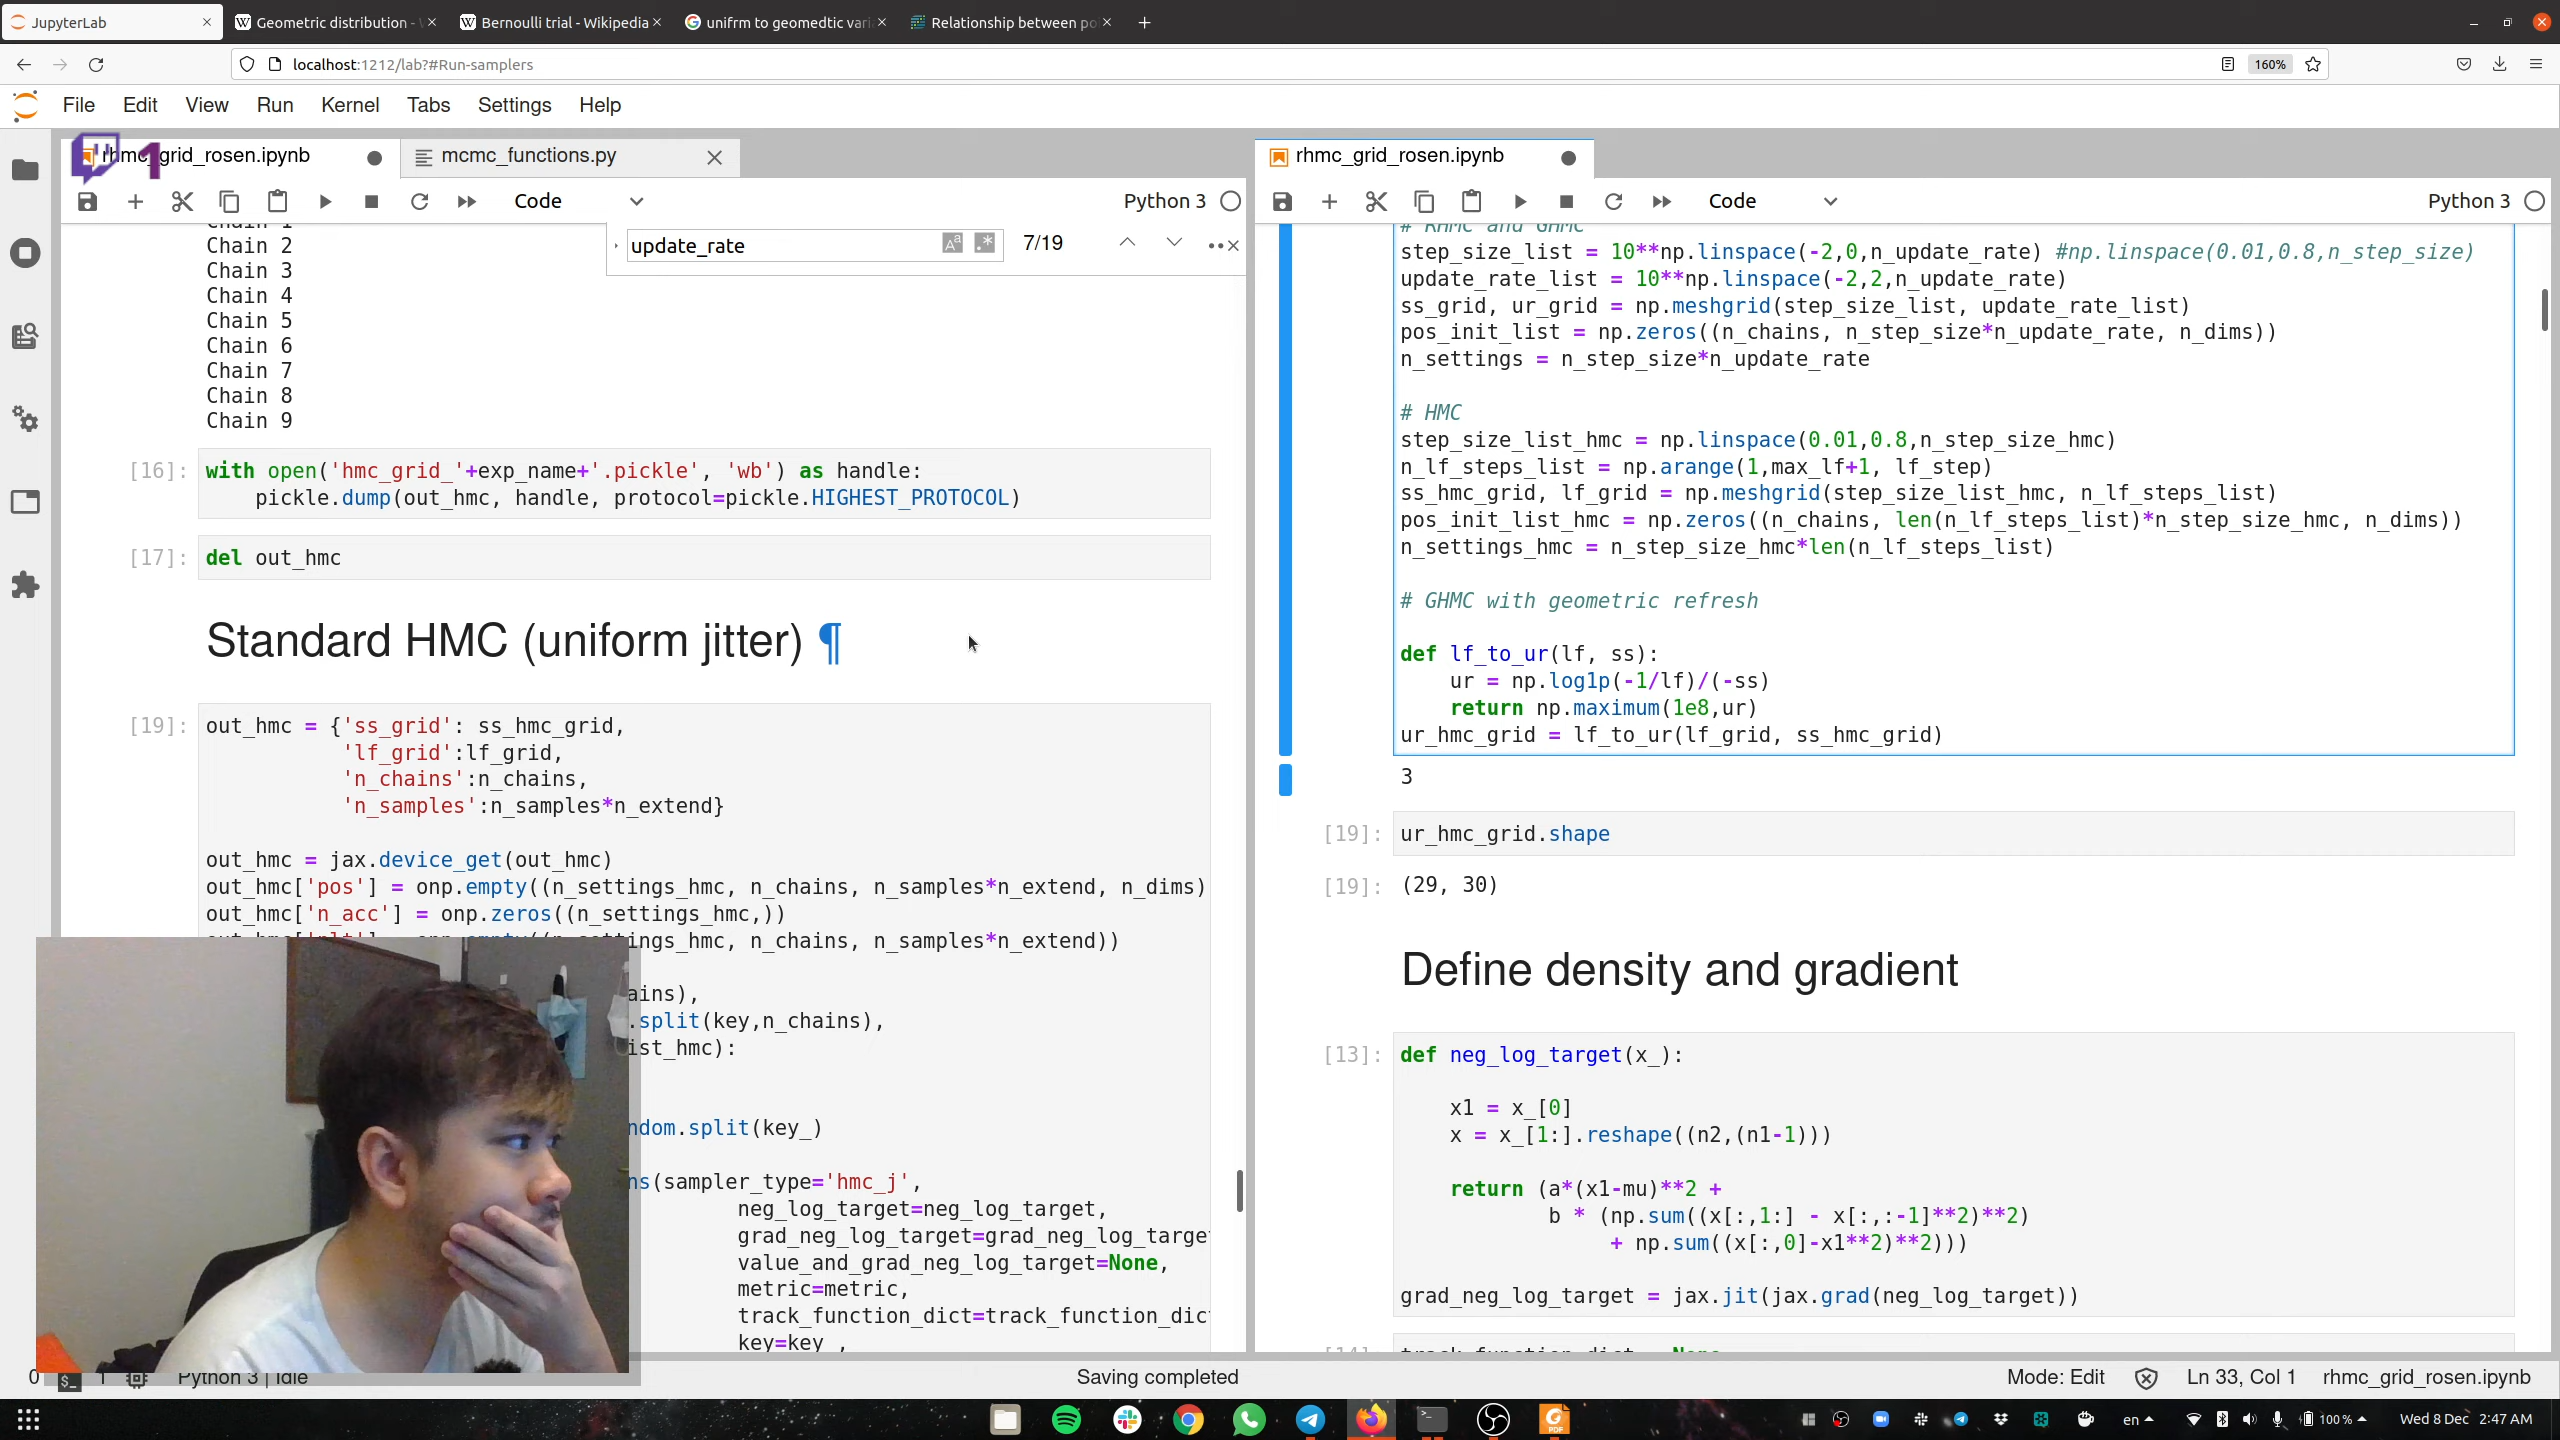 JupyterLab
Geometric distribution -
Bernoulli trial - Wikipedia
unifrm to geomedtic vari
Relationship between po
localhost:1212/lab?#Run-samplers
160%
File Edit View Run Kernel Tabs Settings Help
1
rhmc_grid_rosen.ipynb
mcmc_functions.py
Code
Python 3
update_rate
7/19
Chain 2
Chain 3
Chain 4
Chain 5
Chain 6
Chain 7
Chain 8
Chain 9
[16]:
with open('hmc_grid_'+exp_name+'.pickle', 'wb') as handle:
pickle.dump(out_hmc, handle, protocol=pickle.HIGHEST_PROTOCOL)
[17]:
del out_hmc
Standard HMC (uniform jitter) ¶
[19]:
out_hmc = {'ss_grid': ss_hmc_grid,
'lf_grid':lf_grid,
'n_chains':n_chains,
'n_samples':n_samples*n_extend}
out_hmc = jax.device_get(out_hmc)
out_hmc['pos'] = onp.empty((n_settings_hmc, n_chains, n_samples*n_extend, n_dims)
out_hmc['n_acc'] = onp.zeros((n_settings_hmc,))
ings_hmc, n_chains, n_samples*n_extend))
ains),
.split(key,n_chains),
ist_hmc):
ndom.split(key_)
ns(sampler_type='hmc_j',
neg_log_target=neg_log_target,
grad_neg_log_target=grad_neg_log_targe
value_and_grad_neg_log_target=None,
metric=metric,
track_function_dict=track_function_dic
key=key_,
rhmc_grid_rosen.ipynb
Code
Python 3
# RHMC and GHMC
step_size_list = 10**np.linspace(-2,0,n_update_rate) #np.linspace(0.01,0.8,n_step_size)
update_rate_list = 10**np.linspace(-2,2,n_update_rate)
ss_grid, ur_grid = np.meshgrid(step_size_list, update_rate_list)
pos_init_list = np.zeros((n_chains, n_step_size*n_update_rate, n_dims))
n_settings = n_step_size*n_update_rate
# HMC
step_size_list_hmc = np.linspace(0.01,0.8,n_step_size_hmc)
n_lf_steps_list = np.arange(1,max_lf+1, lf_step)
ss_hmc_grid, lf_grid = np.meshgrid(step_size_list_hmc, n_lf_steps_list)
pos_init_list_hmc = np.zeros((n_chains, len(n_lf_steps_list)*n_step_size_hmc, n_dims))
n_settings_hmc = n_step_size_hmc*len(n_lf_steps_list)
# GHMC with geometric refresh
def lf_to_ur(lf, ss):
ur = np.log1p(-1/lf)/(-ss)
return np.maximum(1e8,ur)
ur_hmc_grid = lf_to_ur(lf_grid, ss_hmc_grid)
3
[19]:
ur_hmc_grid.shape
[19]:
(29, 30)
Define density and gradient
[13]:
def neg_log_target(x_):
x1 = x_[0]
x = x_[1:].reshape((n2,(n1-1)))
return (a*(x1-mu)**2 +
b * (np.sum((x[:,1:] - x[:,:-1]**2)**2)
+ np.sum((x[:,0]-x1**2)**2)))
grad_neg_log_target = jax.jit(jax.grad(neg_log_target))
0
1
Python 3 | Idle
Saving completed
Mode: Edit
Ln 33, Col 1
rhmc_grid_rosen.ipynb
en
100 %
Wed 8 Dec 2:47 AM